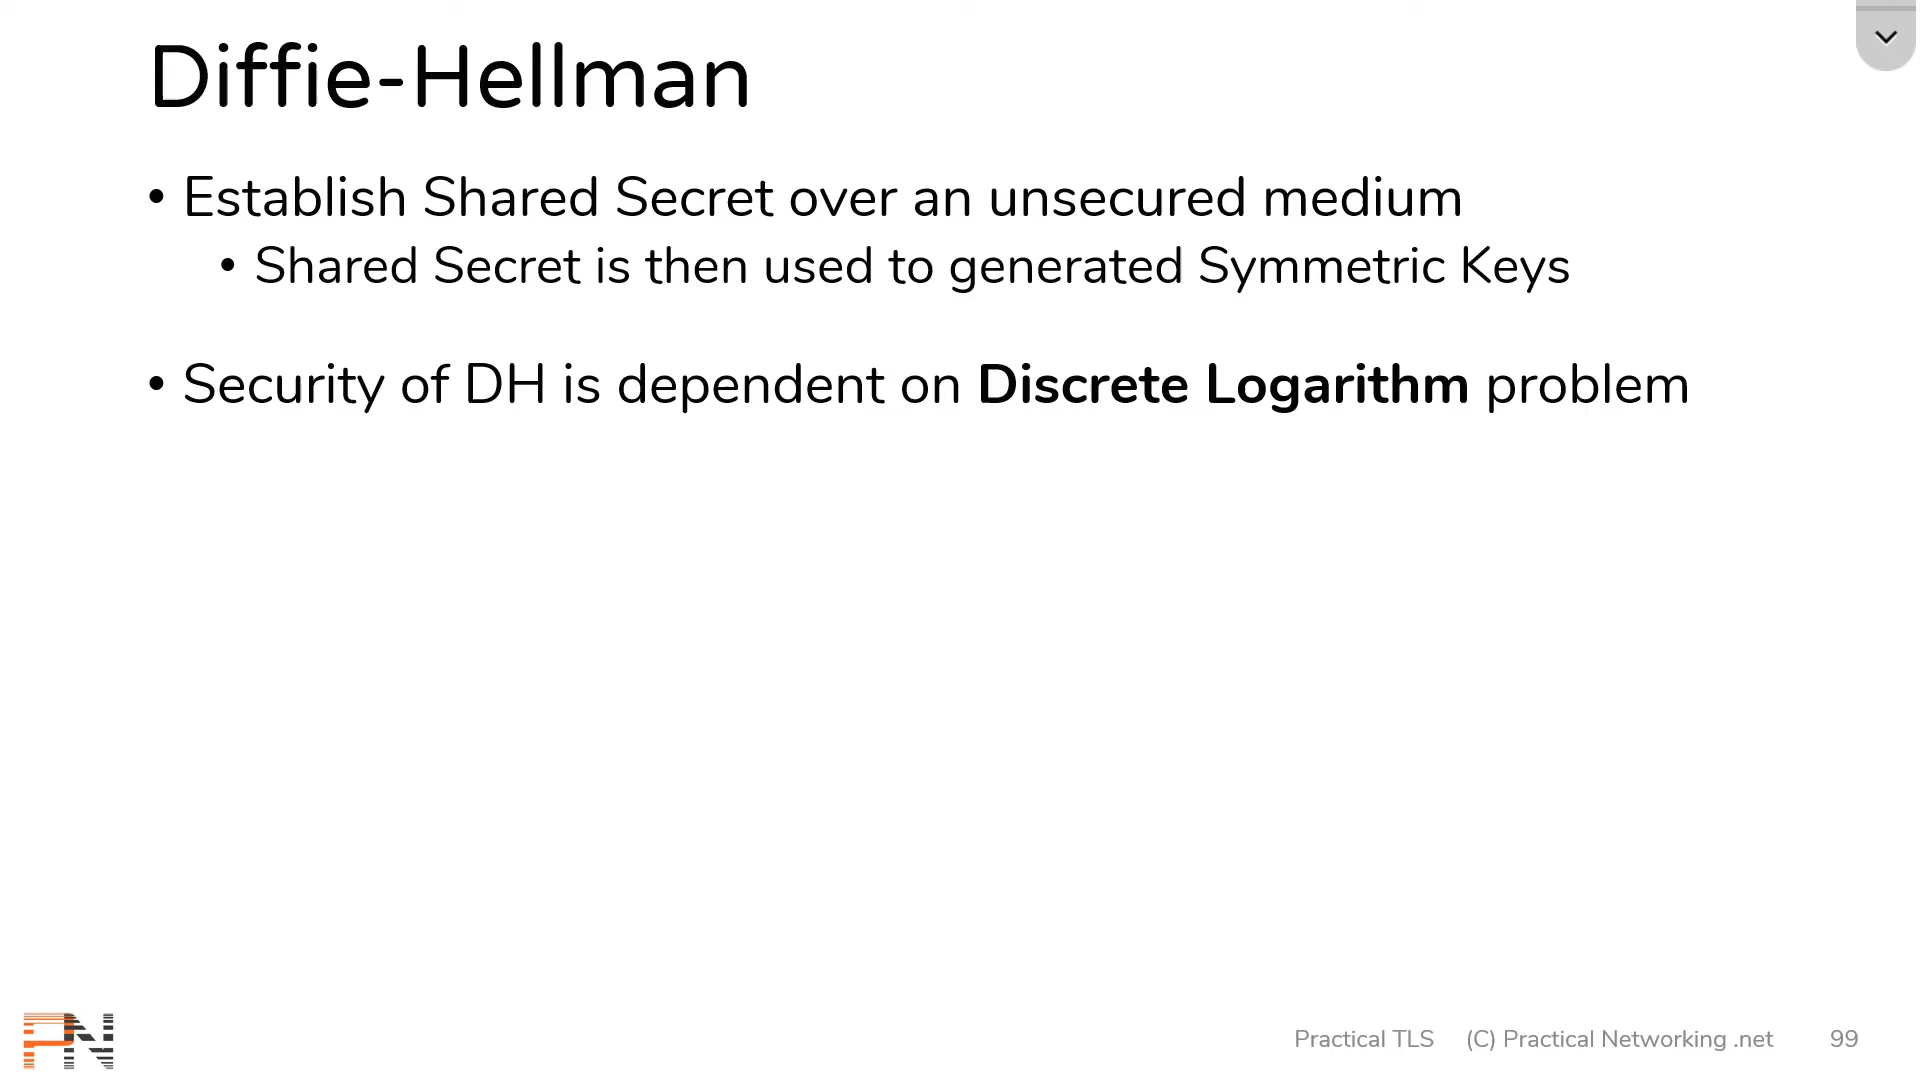 Diffie-Hellman
• Establish Shared Secret over an unsecured medium
• Shared Secret is then used to generated Symmetric Keys
• Security of DH is dependent on Discrete Logarithm problem
PN
Practical TLS (C) Practical Networking .net 99